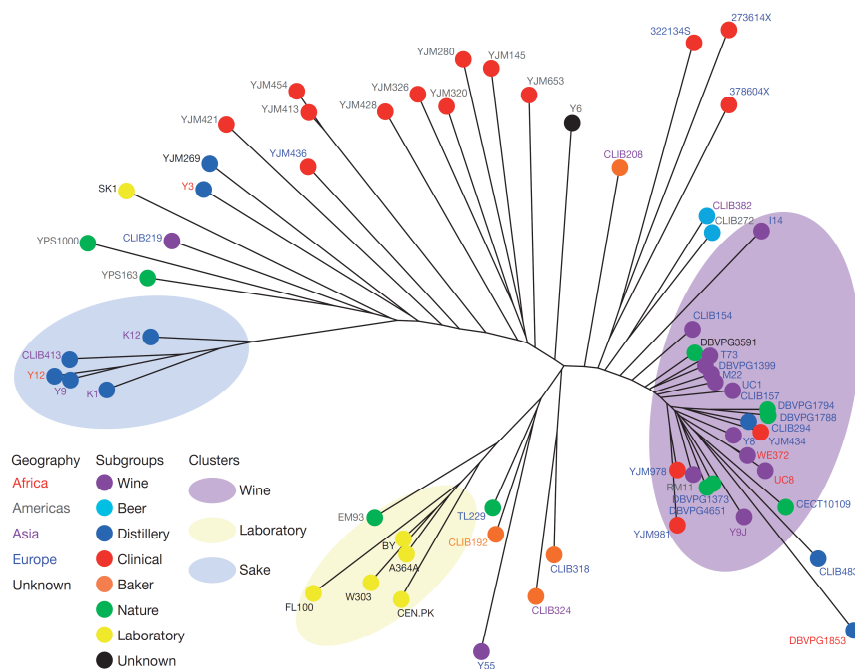 273614X
322134S
YJM280
YJM145
YJM454
YJM326
YJM653
378604X
YJM320
YJM413
YJM428
Y6
YJM421
YJM436
CLIB208
YJM269
Y3
SK1
CLIB382
CLIB272
I14
YPS1000
CLIB219
YPS163
CLIB154
K12
DBVPG3591
T73
CLIB413
DBVPG1399
M22
Y12
Y9
K1
UC1
CLIB157
DBVPG1794
DBVPG1788
CLIB294
Y8
YJM434
WE372
YJM978
UC8
RM11
DBVPG1373
CECT10109
DBVPG4651
YJM981
Y9J
EM93
TL229
BY
CLIB192
A364A
CLIB318
CLIB483
W303
FL100
CEN.PK
CLIB324
DBVPG1853
Y55
Geography
Africa
Americas
Asia
Europe
Unknown
Subgroups
Wine
Beer
Distillery
Clinical
Baker
Nature
Laboratory
Unknown
Clusters
Wine
Laboratory
Sake